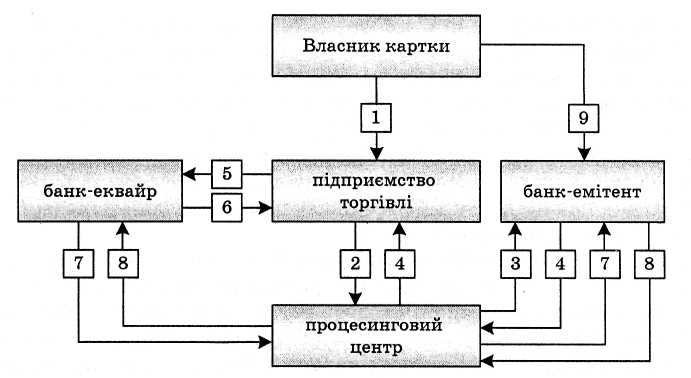 Власник картки
1
9
5
банк-еквайр
підприємство
торгівлі
банк-емітент
6
7
8
2
4
3
4
7
8
процесинговий
центр